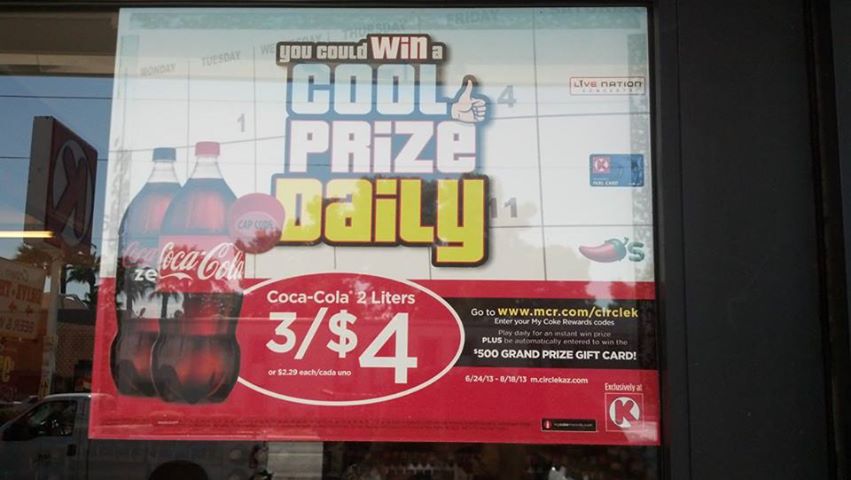 MONDAY TUESDAY WEDNESDAY THURSDAY FRIDAY
YOU COULD WIN A
COOL
PRIZE
DAILY
1
4
11
LIVE NATION
CAP CODE
Coca-Cola
ze
K
's
Coca-Cola® 2 Liters
3/$4
or $2.29 each/cada uno
Go to www.mcr.com/circlek
Enter your My Coke Rewards codes
Play daily for an instant win prize
PLUS be automatically entered to win the
$500 GRAND PRIZE GIFT CARD!
6/24/13 - 8/18/13 m.circlekaz.com
Exclusively at
K